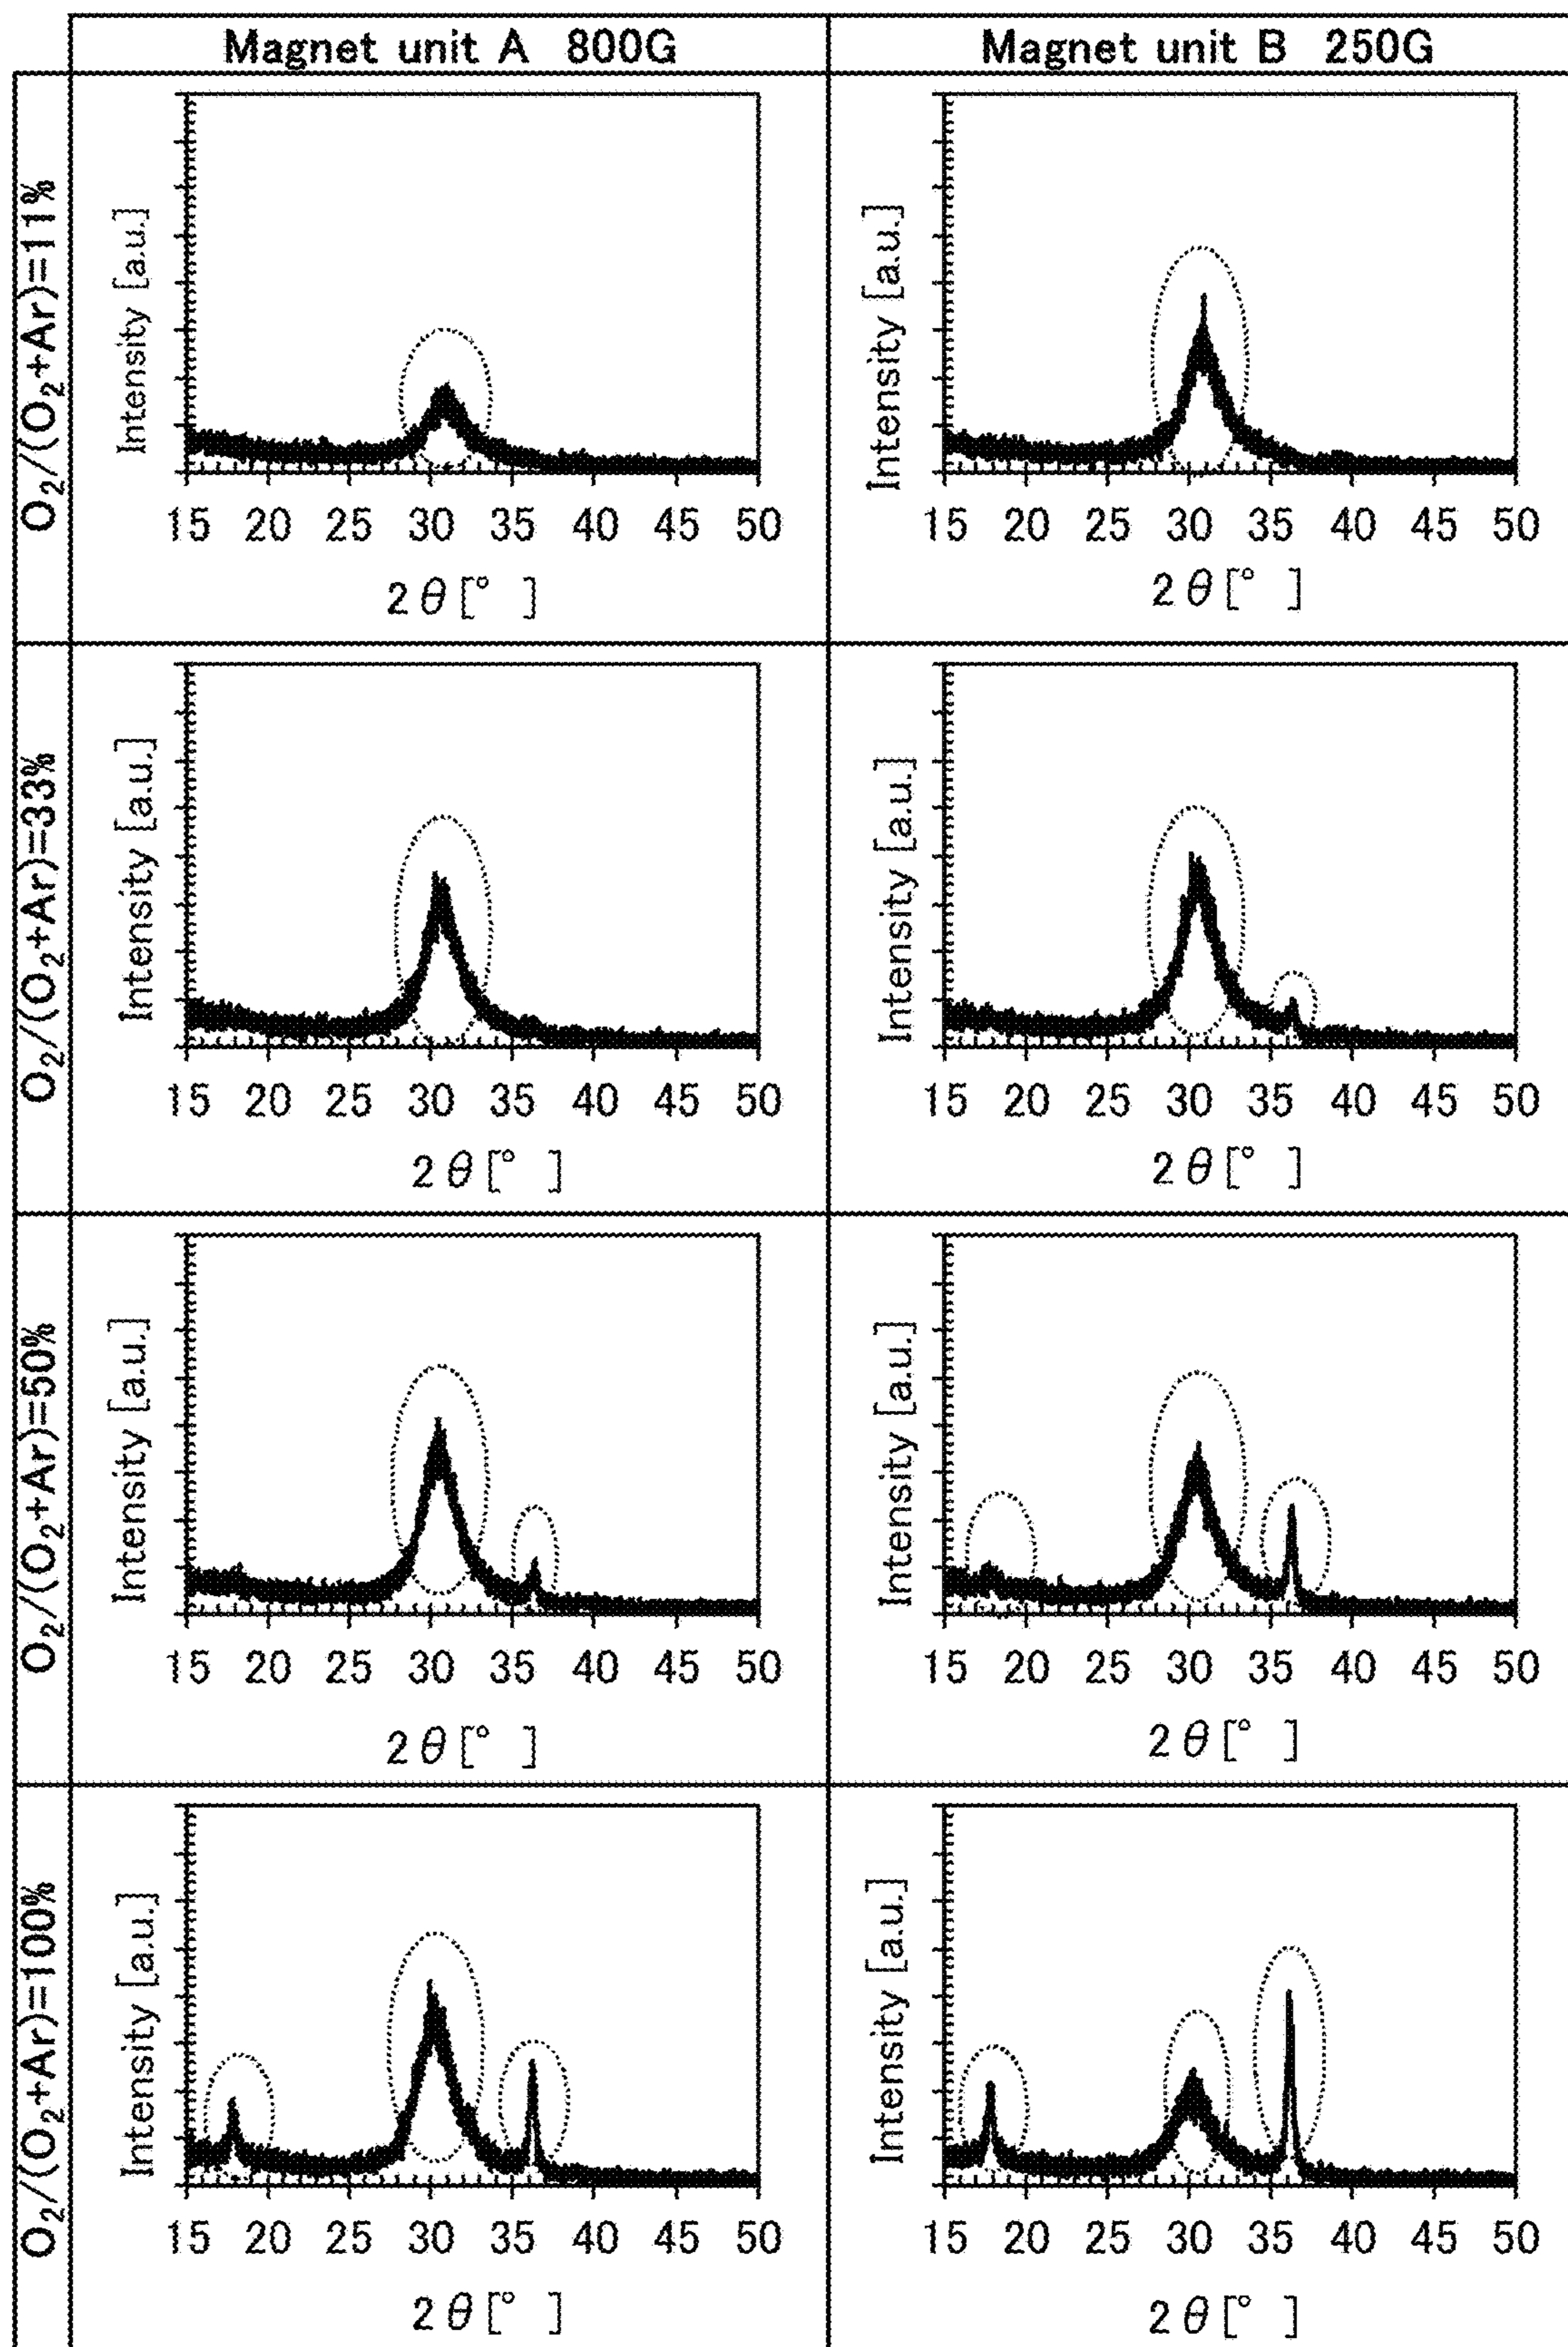 Magnet unit A 800G
Magnet unit B 250G
O₂/(O₂+Ar)=11%
Intensity [a.u.]
15 20 25 30 35 40 45 50
2θ[° ]
Intensity [a.u.]
15 20 25 30 35 40 45 50
2θ[° ]
O₂/(O₂+Ar)=33%
Intensity [a.u.]
15 20 25 30 35 40 45 50
2θ[° ]
Intensity [a.u.]
15 20 25 30 35 40 45 50
2θ[° ]
O₂/(O₂+Ar)=50%
Intensity [a.u.]
15 20 25 30 35 40 45 50
2θ[° ]
Intensity [a.u.]
15 20 25 30 35 40 45 50
2θ[° ]
O₂/(O₂+Ar)=100%
Intensity [a.u.]
15 20 25 30 35 40 45 50
2θ[° ]
Intensity [a.u.]
15 20 25 30 35 40 45 50
2θ[° ]